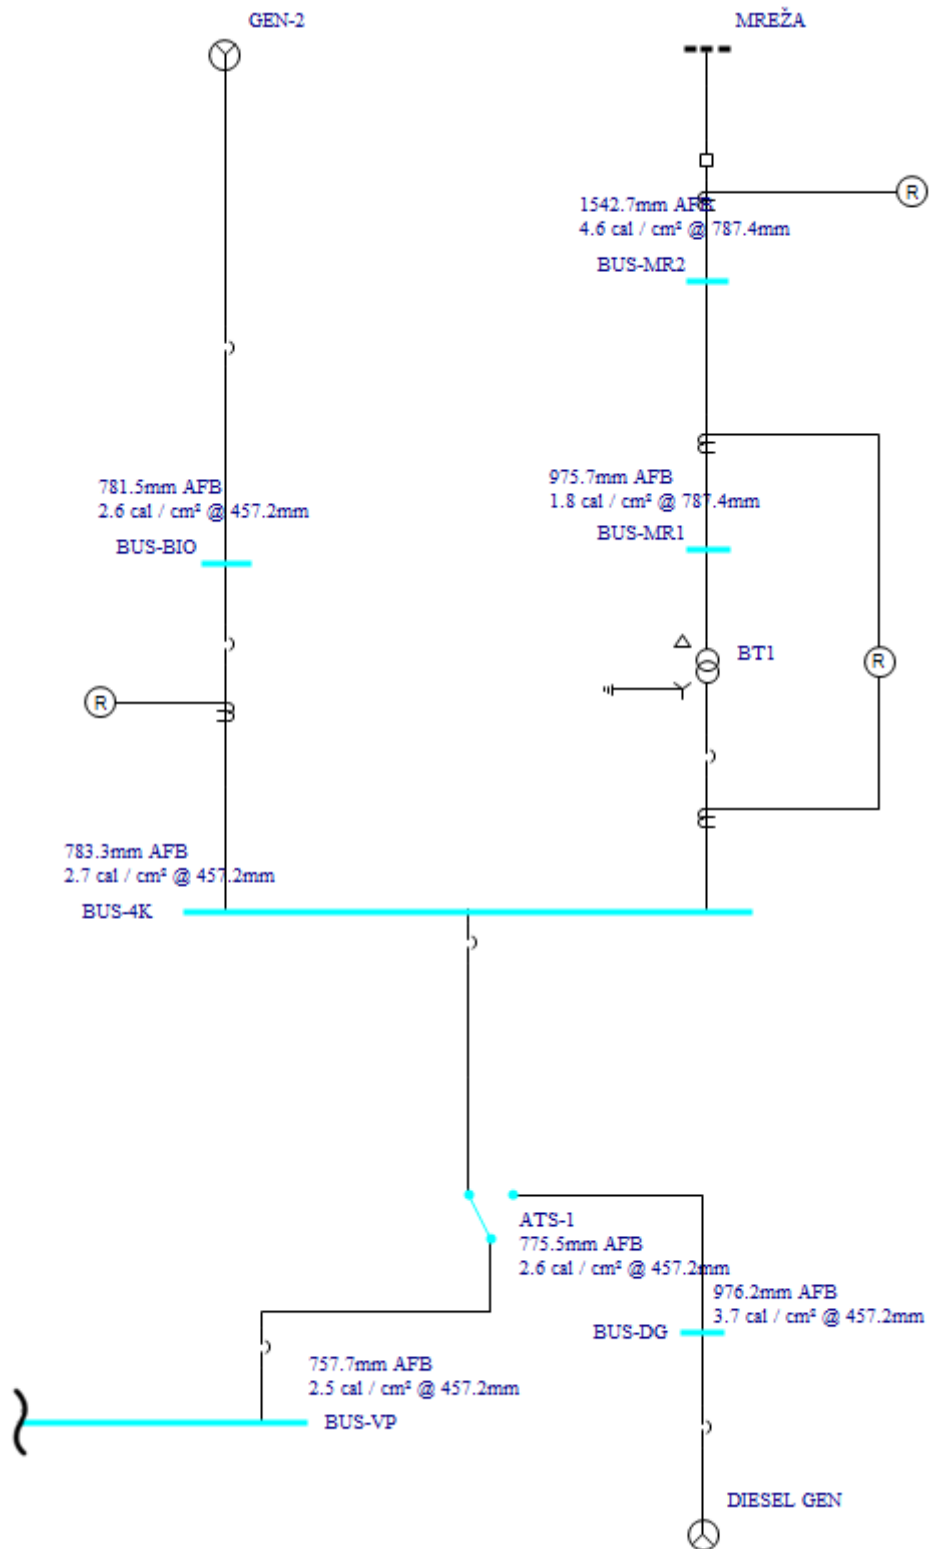 GEN-2
MREŽA
R
1542.7mm AFB
4.6 cal / cm² @ 787.4mm
BUS-MR2
781.5mm AFB
2.6 cal / cm² @ 457.2mm
BUS-BIO
975.7mm AFB
1.8 cal / cm² @ 787.4mm
BUS-MR1
BT1
R
R
783.3mm AFB
2.7 cal / cm² @ 457.2mm
BUS-4K
ATS-1
775.5mm AFB
2.6 cal / cm² @ 457.2mm
976.2mm AFB
3.7 cal / cm² @ 457.2mm
BUS-DG
757.7mm AFB
2.5 cal / cm² @ 457.2mm
BUS-VP
DIESEL GEN